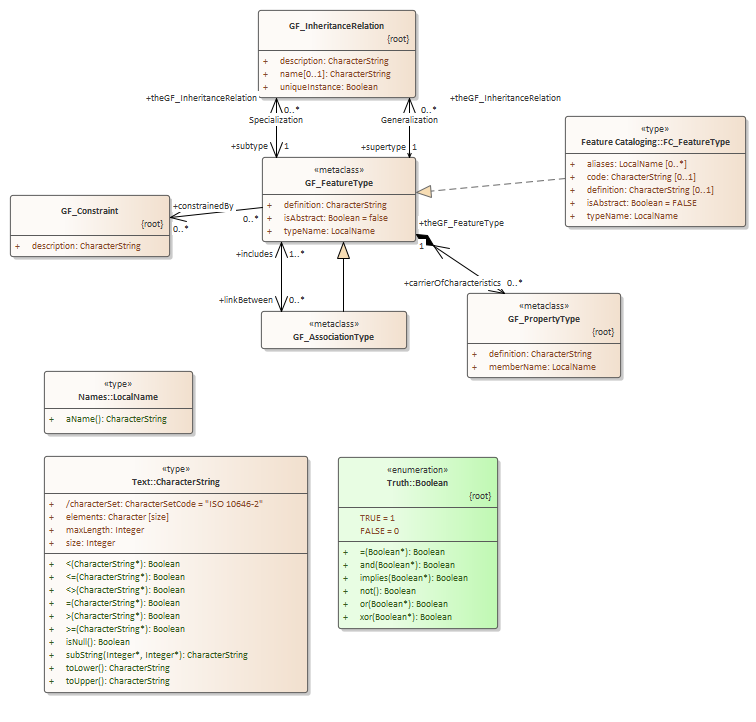 GF_InheritanceRelation
{root}
+ description: CharacterString
+ name[0..1]: CharacterString
+ uniqueInstance: Boolean
+theGF_InheritanceRelation
0..*
Specialization
+subtype
1
+theGF_InheritanceRelation
0..*
Generalization
+supertype
1
«type»
Feature Cataloging::FC_FeatureType
+ aliases: LocalName [0..*]
+ code: CharacterString [0..1]
+ definition: CharacterString [0..1]
+ isAbstract: Boolean = FALSE
+ typeName: LocalName
«metaclass»
GF_FeatureType
+ definition: CharacterString
+ isAbstract: Boolean = false
+ typeName: LocalName
GF_Constraint
{root}
+ description: CharacterString
+constrainedBy
0..*
0..*
+theGF_FeatureType
1
+includes
1..*
+linkBetween
0..*
+carrierOfCharacteristics
0..*
«metaclass»
GF_AssociationType
«metaclass»
GF_PropertyType
{root}
+ definition: CharacterString
+ memberName: LocalName
«type»
Names::LocalName
+ aName(): CharacterString
«type»
Text::CharacterString
+ /characterSet: CharacterSetCode = "ISO 10646-2"
+ elements: Character [size]
+ maxLength: Integer
+ size: Integer
+ <(CharacterString*): Boolean
+ <=(CharacterString*): Boolean
+ <>(CharacterString*): Boolean
+ =(CharacterString*): Boolean
+ >(CharacterString*): Boolean
+ >=(CharacterString*): Boolean
+ isNull(): Boolean
+ subString(Integer*, Integer*): CharacterString
+ toLower(): CharacterString
+ toUpper(): CharacterString
«enumeration»
Truth::Boolean
{root}
TRUE = 1
FALSE = 0
+ =(Boolean*): Boolean
+ and(Boolean*): Boolean
+ implies(Boolean*): Boolean
+ not(): Boolean
+ or(Boolean*): Boolean
+ xor(Boolean*): Boolean